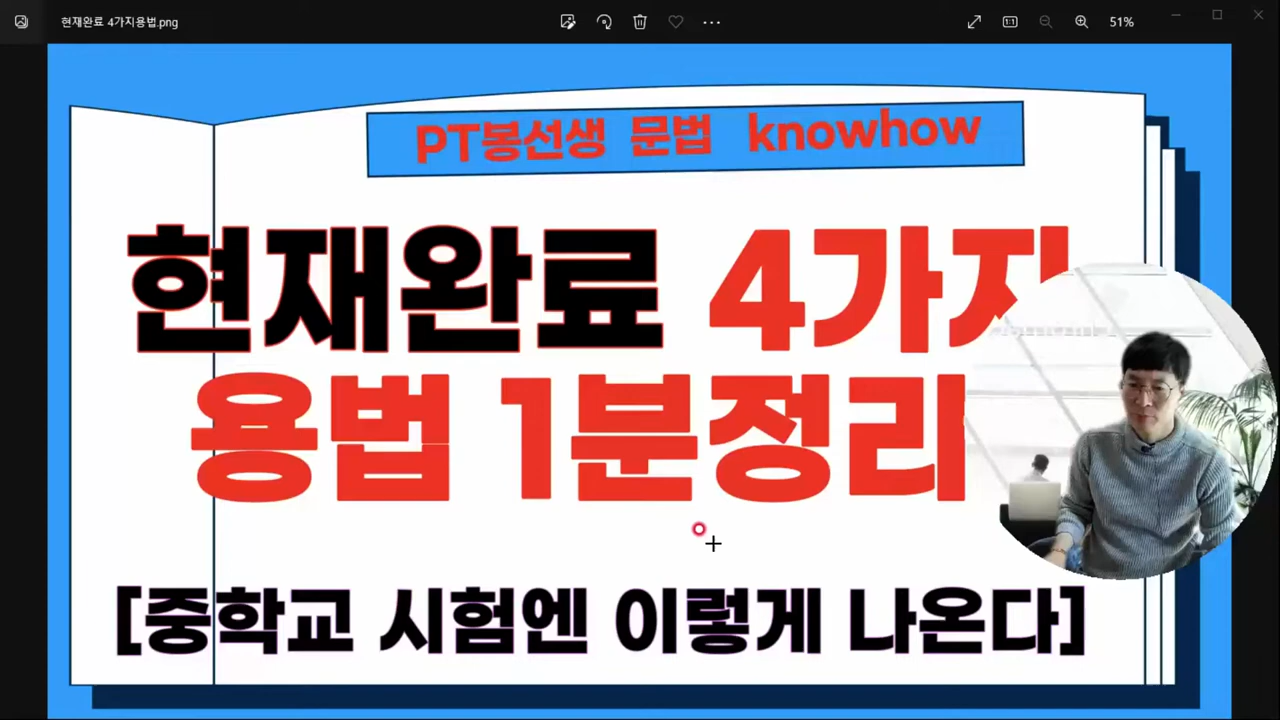 현재완료 4가지용법.png
51%
PT봉선생 문법 knowhow
현재완료 4가지
용법 1분정리
[중학교 시험엔 이렇게 나온다]